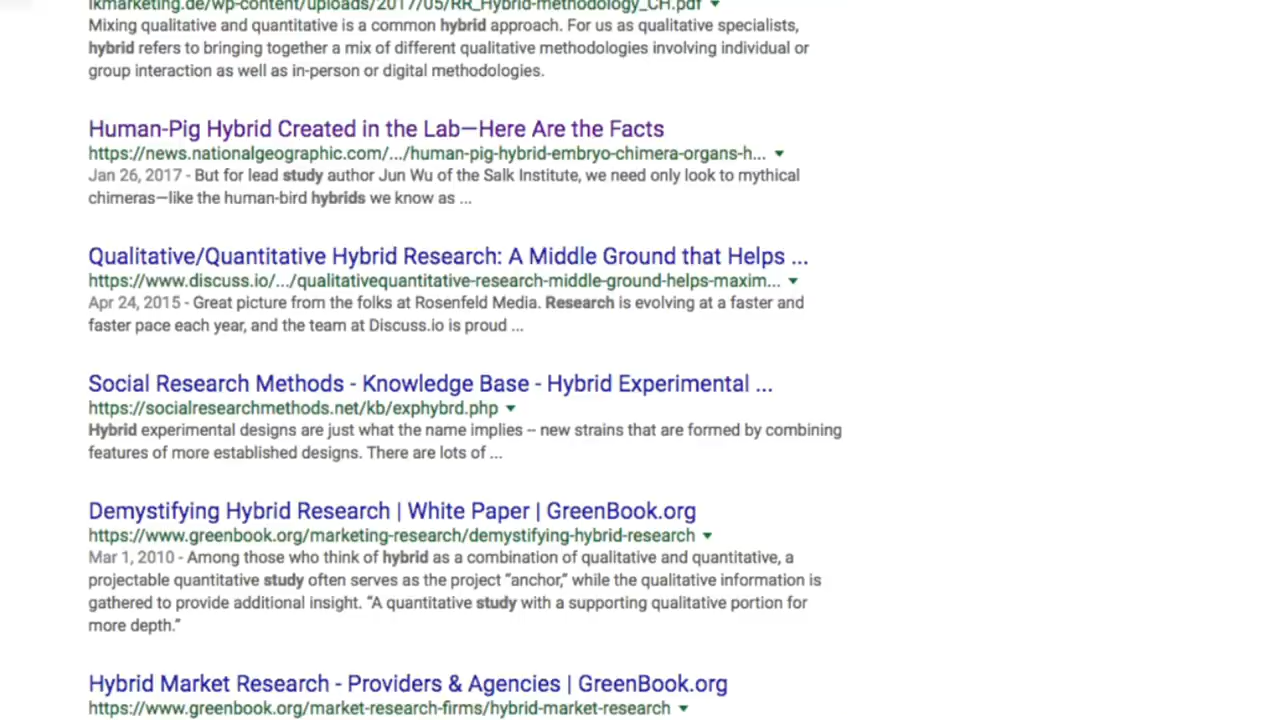 ikmarketing.de/wp-content/uploads/2017/05/RR_Hybrid-methodology_CH.pdf
Mixing qualitative and quantitative is a common hybrid approach. For us as qualitative specialists,
hybrid refers to bringing together a mix of different qualitative methodologies involving individual or
group interaction as well as in-person or digital methodologies.
Human-Pig Hybrid Created in the Lab—Here Are the Facts
https://news.nationalgeographic.com/.../human-pig-hybrid-embryo-chimera-organs-h...
Jan 26, 2017 - But for lead study author Jun Wu of the Salk Institute, we need only look to mythical
chimeras—like the human-bird hybrids we know as ...
Qualitative/Quantitative Hybrid Research: A Middle Ground that Helps ...
https://www.discuss.io/.../qualitativequantitative-research-middle-ground-helps-maxim...
Apr 24, 2015 - Great picture from the folks at Rosenfeld Media. Research is evolving at a faster and
faster pace each year, and the team at Discuss.io is proud ...
Social Research Methods - Knowledge Base - Hybrid Experimental ...
https://socialresearchmethods.net/kb/exphybrd.php
Hybrid experimental designs are just what the name implies -- new strains that are formed by combining
features of more established designs. There are lots of ...
Demystifying Hybrid Research | White Paper | GreenBook.org
https://www.greenbook.org/marketing-research/demystifying-hybrid-research
Mar 1, 2010 - Among those who think of hybrid as a combination of qualitative and quantitative, a
projectable quantitative study often serves as the project “anchor,” while the qualitative information is
gathered to provide additional insight. “A quantitative study with a supporting qualitative portion for
more depth.”
Hybrid Market Research - Providers & Agencies | GreenBook.org
https://www.greenbook.org/market-research-firms/hybrid-market-research